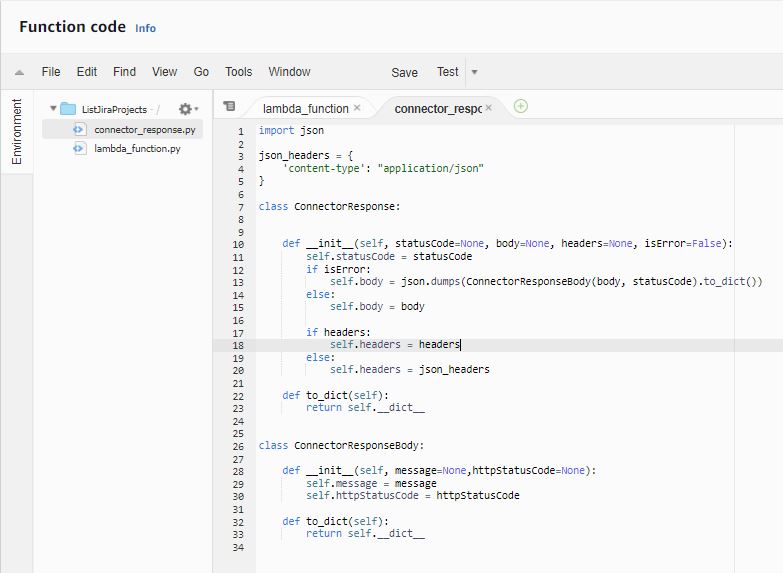 Function code Info
File Edit Find View Go Tools Window Save Test
Environment
ListJiraProjects - /
connector_response.py
lambda_function.py
lambda_function × connector_respc ×
1 import json
2
3 json_headers = {
4     'content-type': "application/json"
5 }
6
7 class ConnectorResponse:
8
9
10     def __init__(self, statusCode=None, body=None, headers=None, isError=False):
11         self.statusCode = statusCode
12         if isError:
13             self.body = json.dumps(ConnectorResponseBody(body, statusCode).to_dict())
14         else:
15             self.body = body
16
17         if headers:
18             self.headers = headers
19         else:
20             self.headers = json_headers
21
22     def to_dict(self):
23         return self.__dict__
24
25
26 class ConnectorResponseBody:
27
28     def __init__(self, message=None,httpStatusCode=None):
29         self.message = message
30         self.httpStatusCode = httpStatusCode
31
32     def to_dict(self):
33         return self.__dict__
34